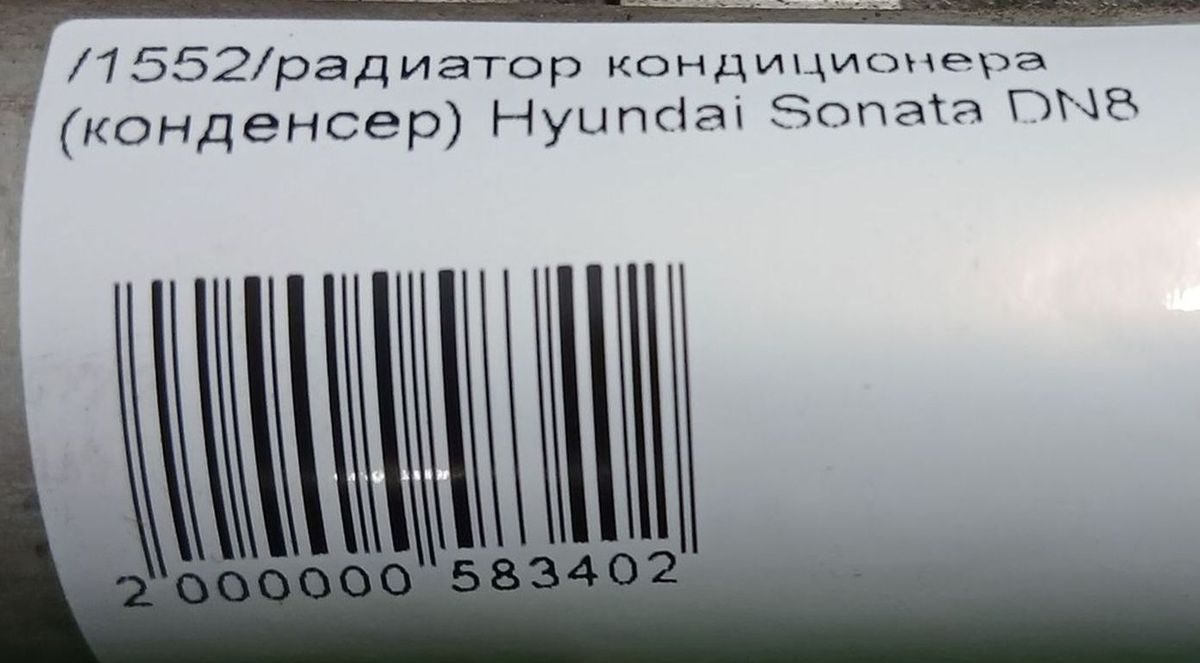 /1552/радиатор кондиционера
(конденсер) Hyundai Sonata DN8
2 000000 583402